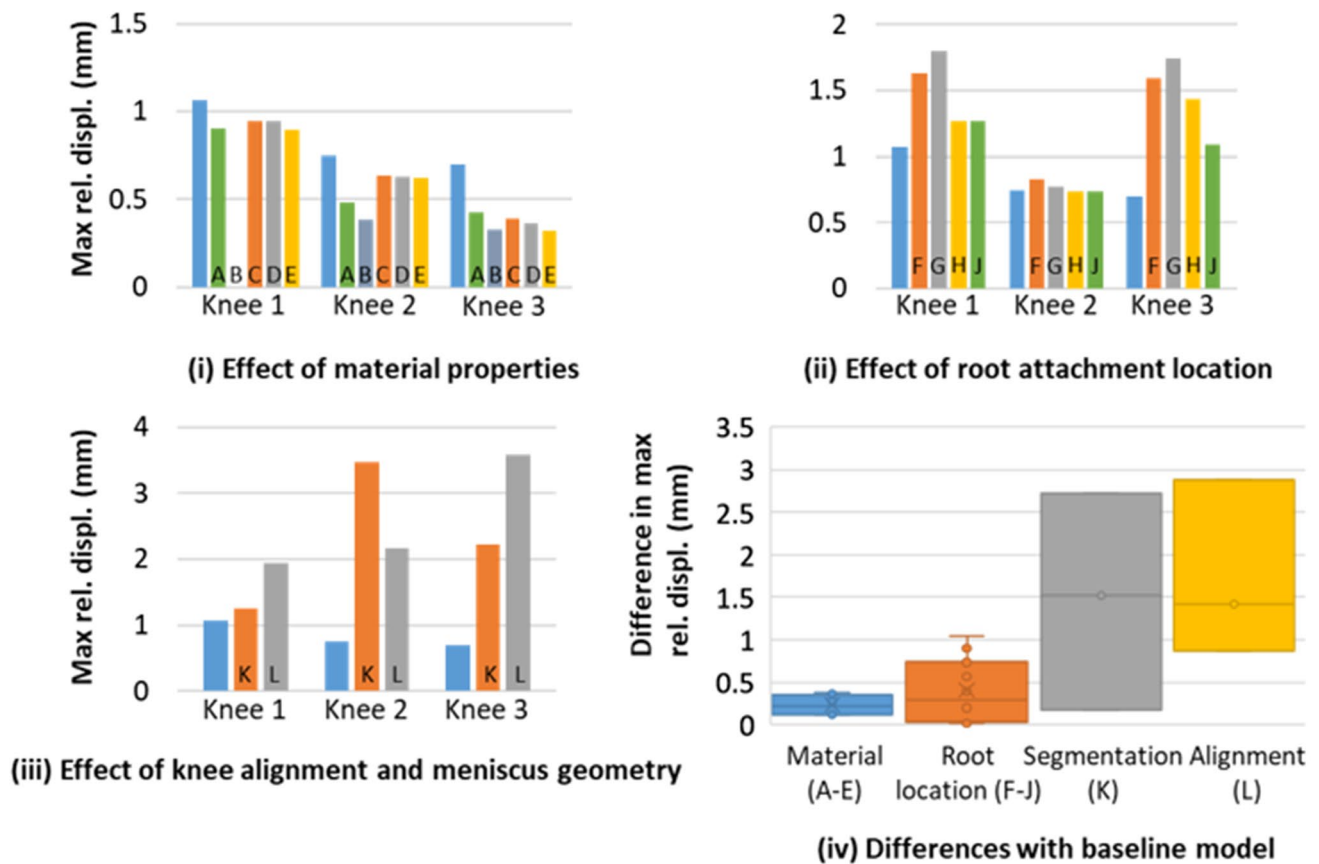 Max rel. displ. (mm)
1.5
1
0.5
0
A B C D E
A B C D E
A B C D E
Knee 1 Knee 2 Knee 3
(i) Effect of material properties
2
1.5
1
0.5
0
F G H J
F G H J
F G H J
Knee 1 Knee 2 Knee 3
(ii) Effect of root attachment location
Max rel. displ. (mm)
4
3
2
1
0
K L
K L
K L
Knee 1 Knee 2 Knee 3
(iii) Effect of knee alignment and meniscus geometry
Difference in max
rel. displ. (mm)
3.5
3
2.5
2
1.5
1
0.5
0
Material
(A-E)
Root
location (F-J)
Segmentation
(K)
Alignment
(L)
(iv) Differences with baseline model